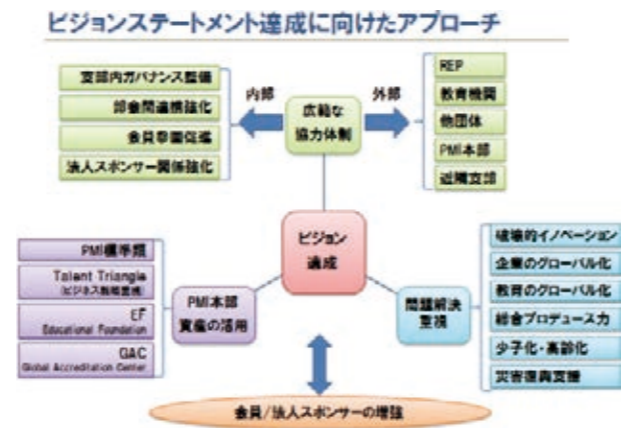 ビジョンステートメント達成に向けたアプローチ
支部内ガバナンス整備
部会間連携強化
会員参画促進
法人スポンサー関係強化
内部
広範な
協力体制
外部
REP
教育機関
他団体
PMI本部
近隣支部
ビジョン
達成
PMI標準類
Talent Triangle
(ビジネス戦略重視)
EF
Educational Foundation
GAC
Global Accreditation Center
PMI本部
資産の活用
問題解決
重視
破壊的イノベーション
企業のグローバル化
教育のグローバル化
総合プロデュース力
少子化・高齢化
災害復興支援
会員/法人スポンサーの増強